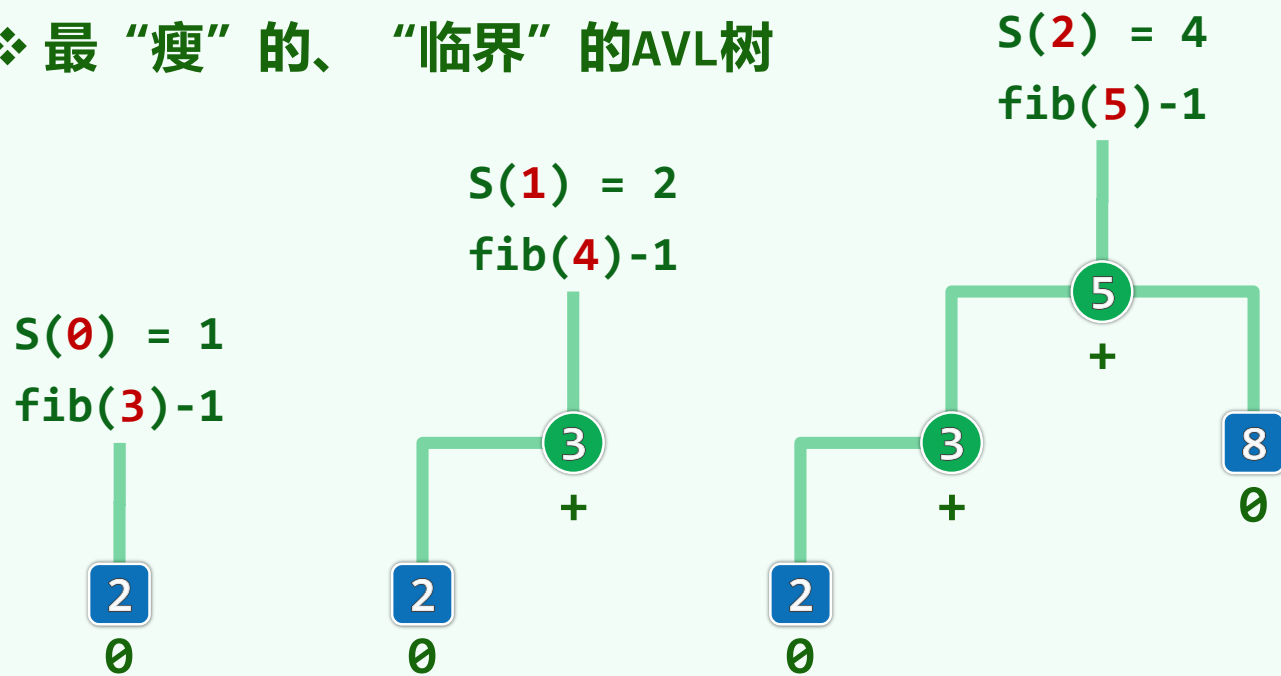 ❖ 最“瘦”的、“临界”的AVL树
S(0) = 1
fib(3)-1
2
0
S(1) = 2
fib(4)-1
3
+
2
0
S(2) = 4
fib(5)-1
5
+
3
+
8
0
2
0